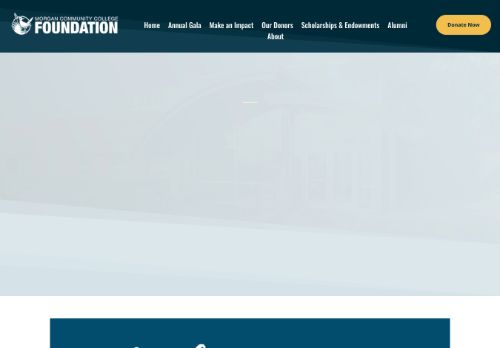 MORGAN COMMUNITY COLLEGE
FOUNDATION
Home Annual Gala Make an Impact Our Donors Scholarships & Endowments Alumni
About
Donate Now